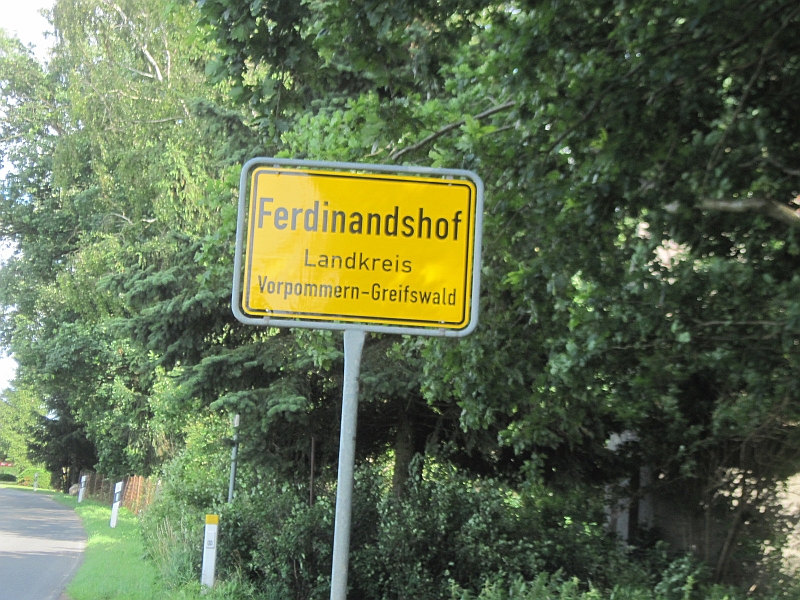 Ferdinandshof
Landkreis
Vorpommern-Greifswald